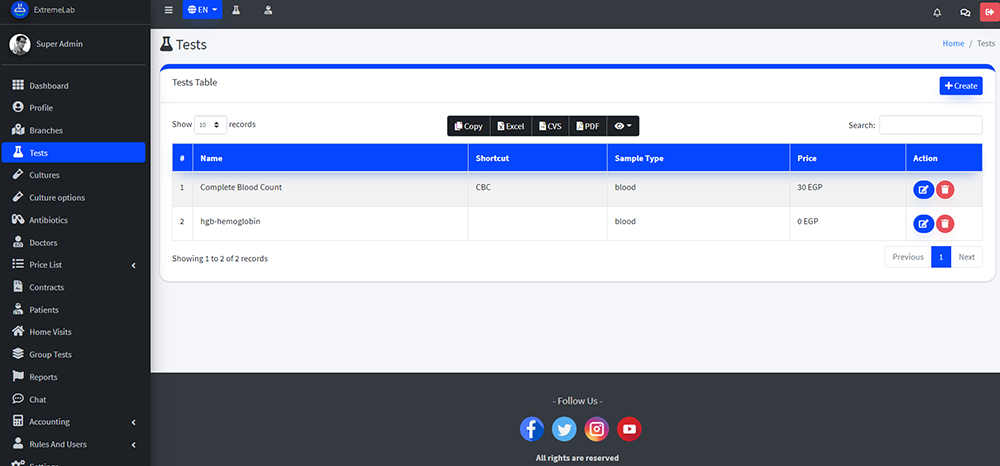 ExtremeLab
EN
Super Admin
Dashboard
Profile
Branches
Tests
Cultures
Culture options
Antibiotics
Doctors
Price List
Contracts
Patients
Home Visits
Group Tests
Reports
Chat
Accounting
Rules And Users
Settings
Tests
Home / Tests
Tests Table
Create
Show 10 records
Copy Excel CVS PDF
Search:
# Name Shortcut Sample Type Price Action
1 Complete Blood Count CBC blood 30 EGP
2 hgb-hemoglobin blood 0 EGP
Showing 1 to 2 of 2 records
Previous 1 Next
- Follow Us -
All rights are reserved